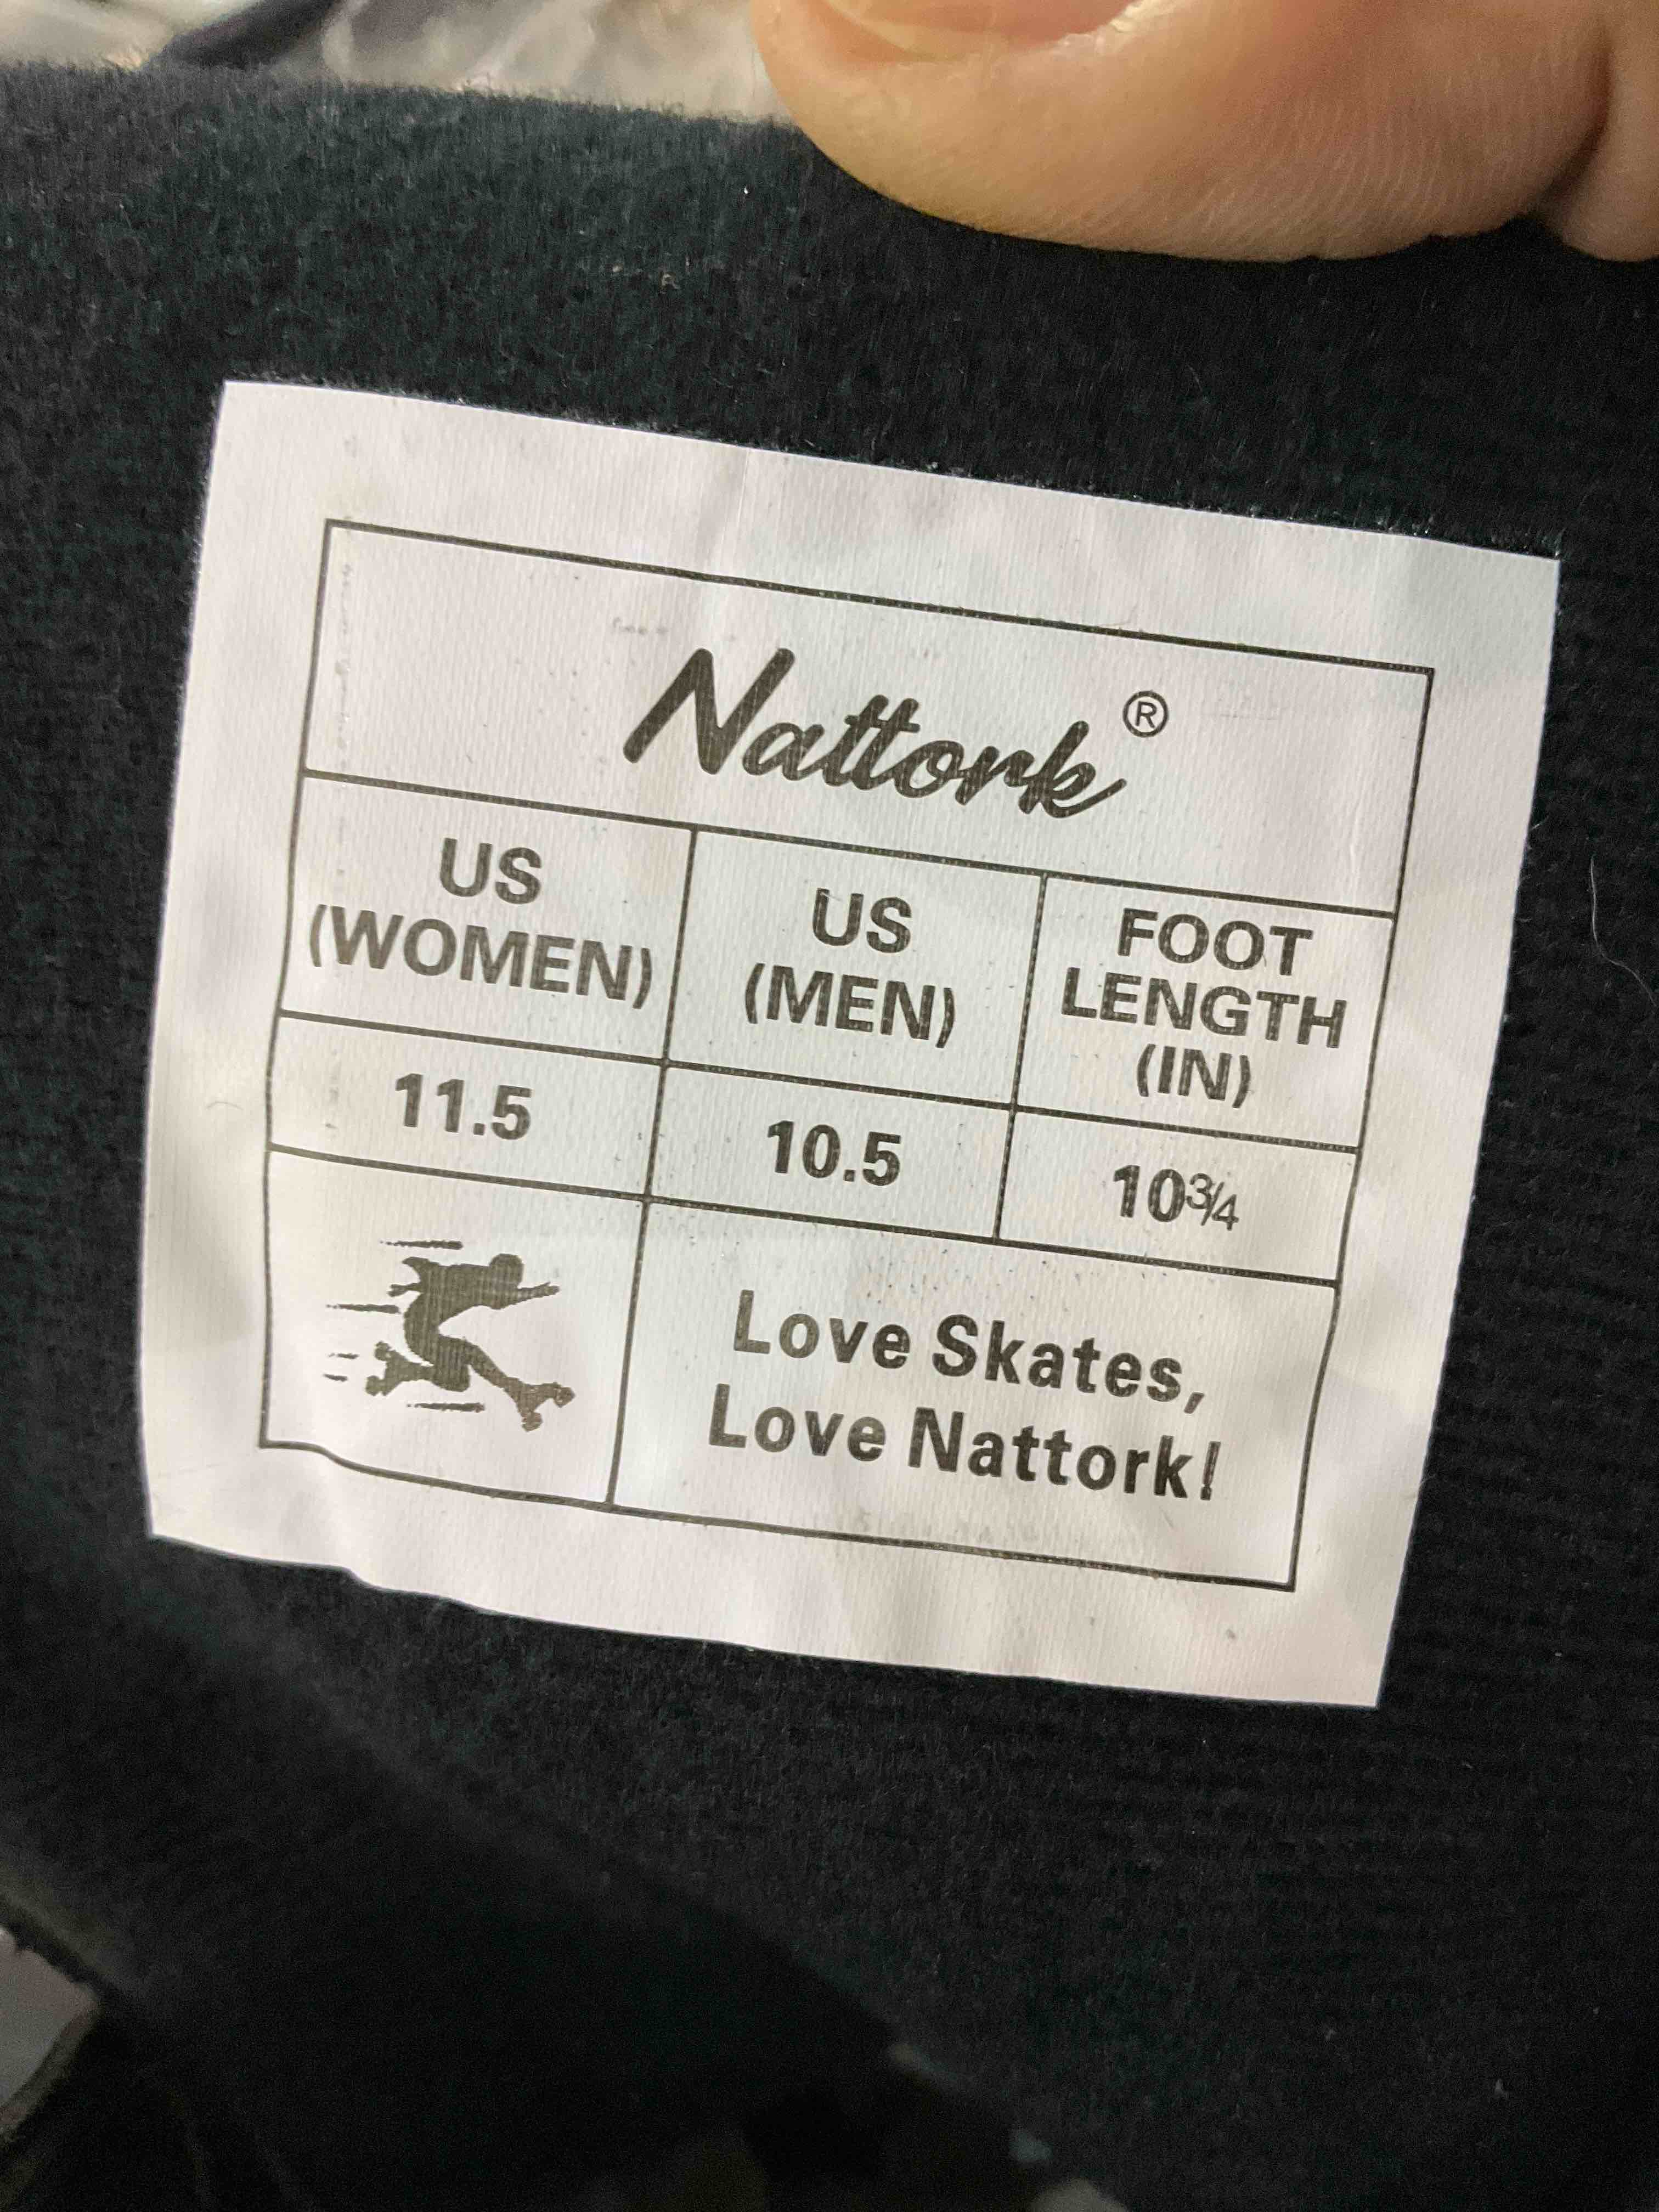 Nattork®
US (WOMEN) US (MEN) FOOT LENGTH (IN)
11.5 10.5 10¾
Love Skates,
Love Nattork!